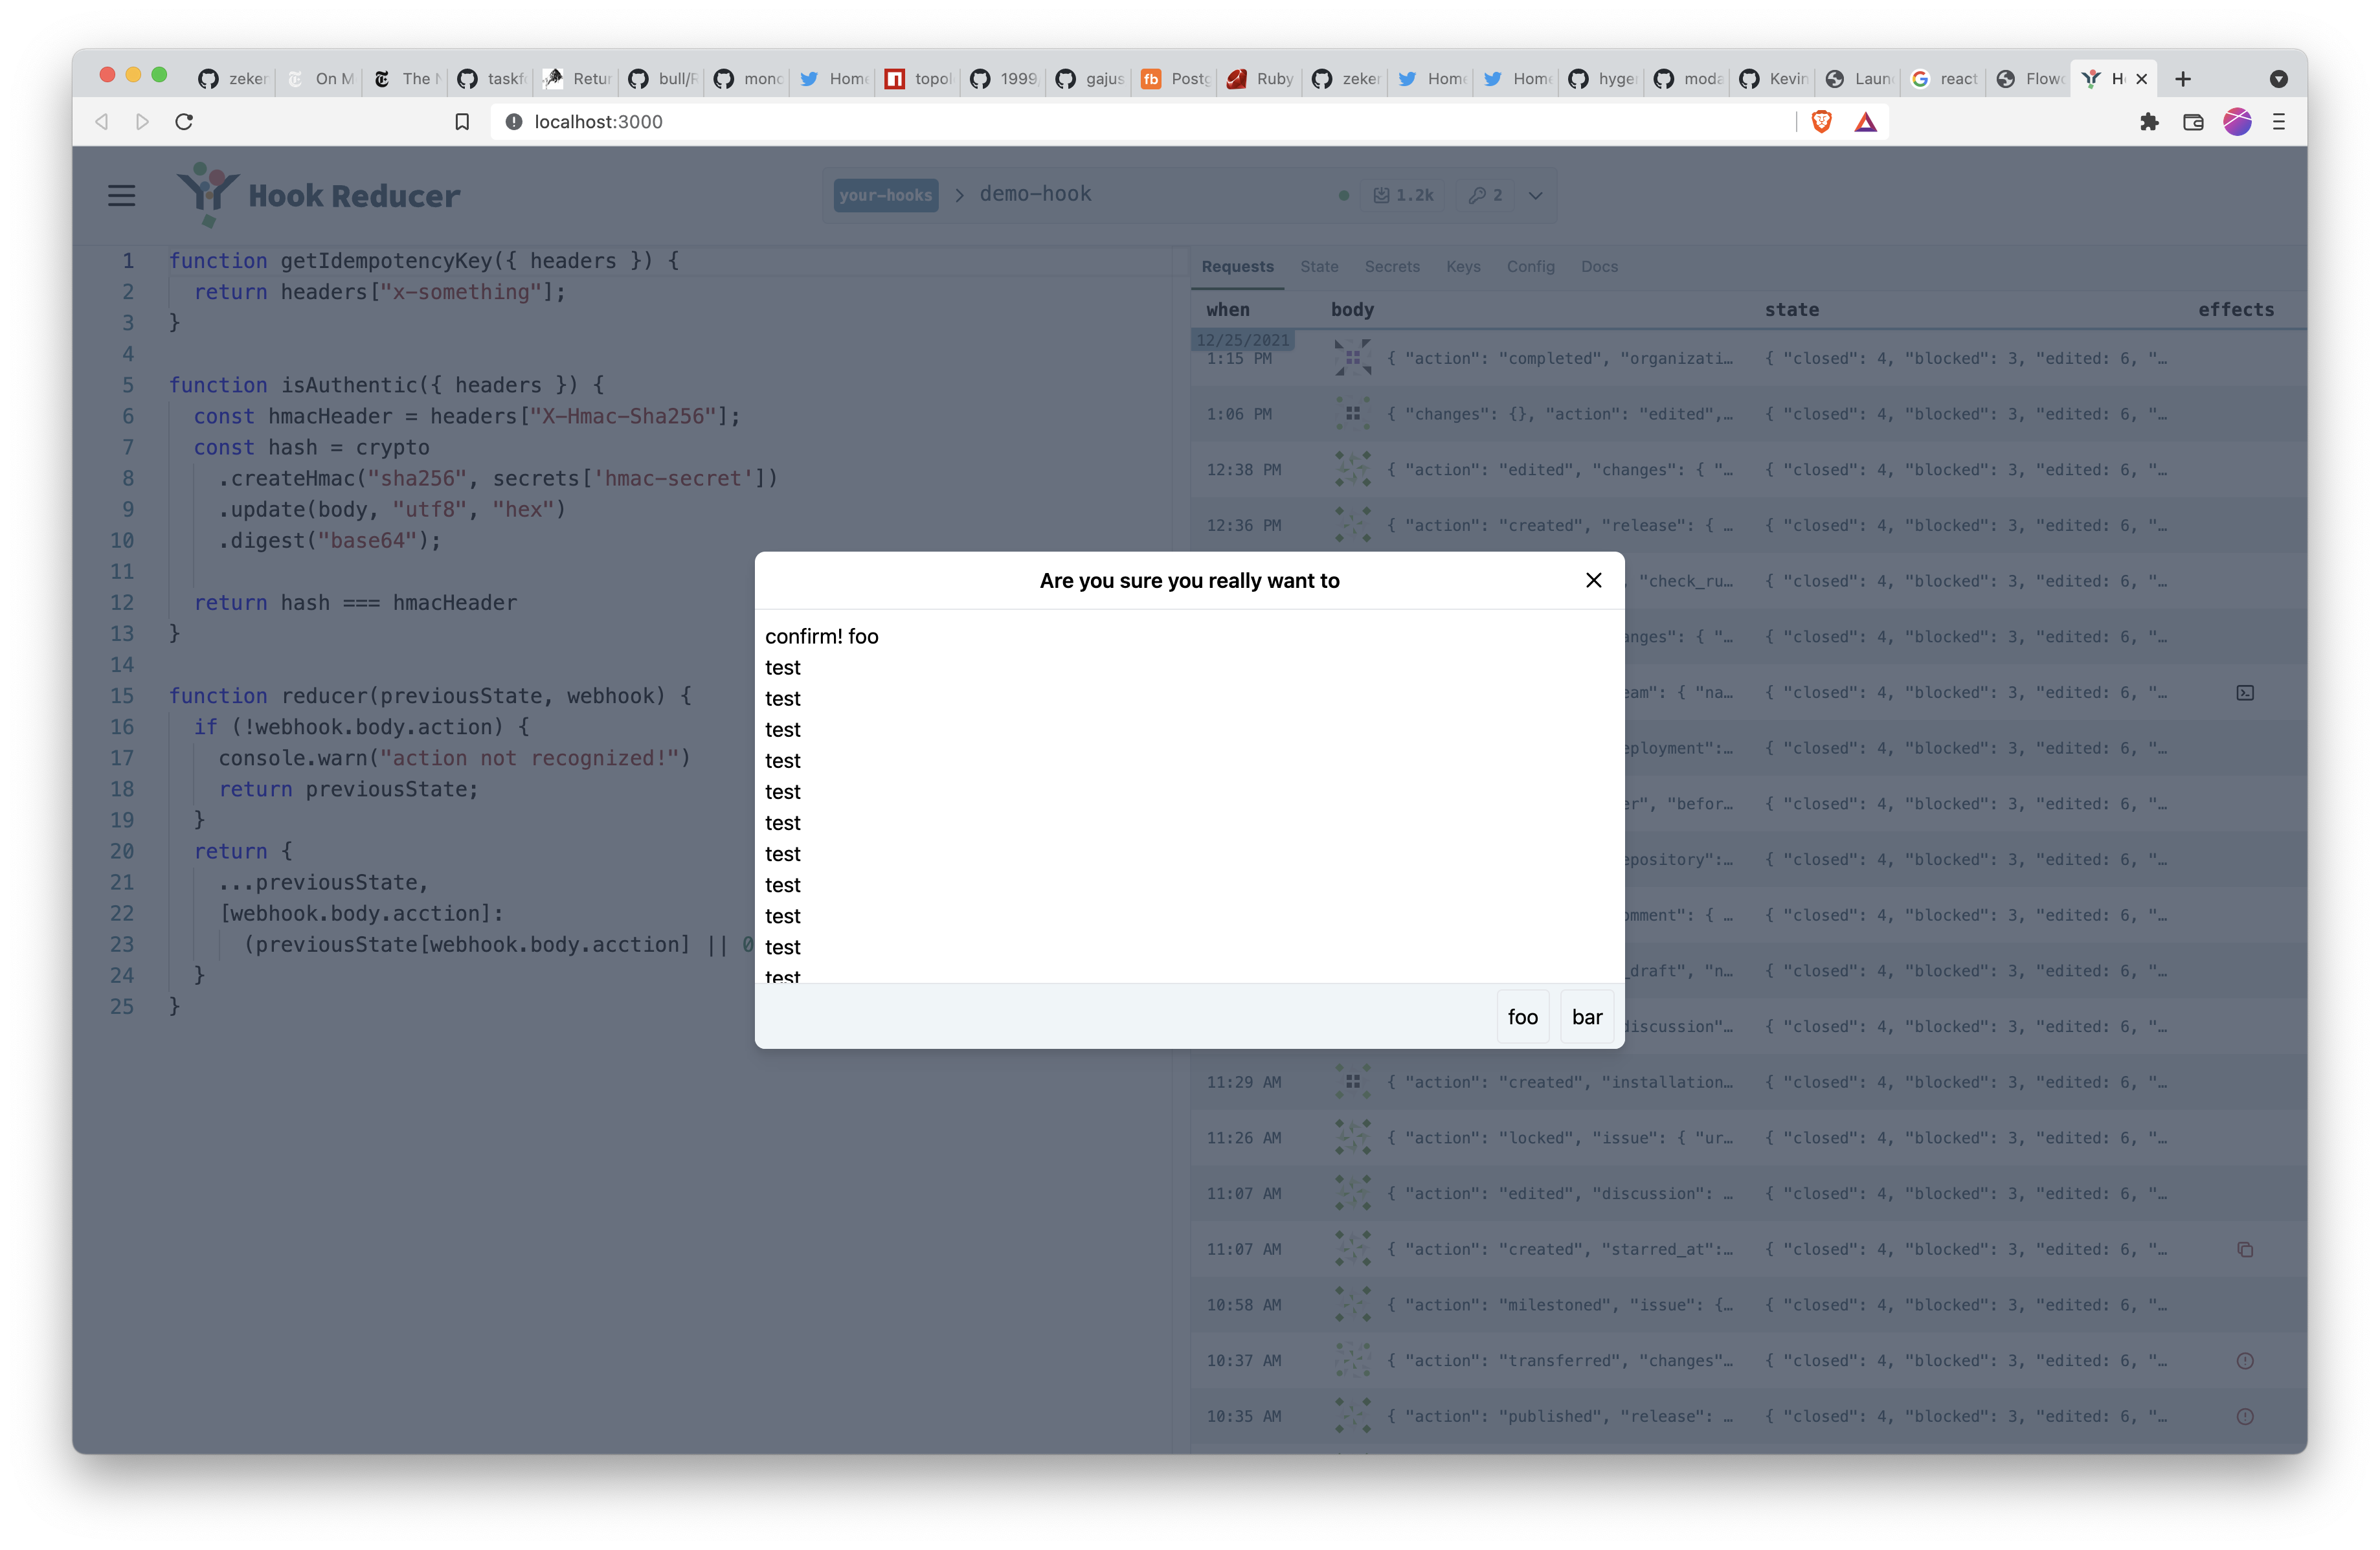 zeker
On M
The N
taskf
Retur
bull/F
mono
Home
topol
1999
gajus
Postg
Ruby
zeker
Home
Home
hyge
moda
Kevin
Laun
react
Flow
H
localhost:3000
Hook Reducer
your-hooks > demo-hook
1.2k
2
1 function getIdempotencyKey({ headers }) {
2 return headers["x-something"];
3 }
4
5 function isAuthentic({ headers }) {
6 const hmacHeader = headers["X-Hmac-Sha256"];
7 const hash = crypto
8 .createHmac("sha256", secrets['hmac-secret'])
9 .update(body, "utf8", "hex")
10 .digest("base64");
11
12 return hash === hmacHeader
13 }
14
15 function reducer(previousState, webhook) {
16 if (!webhook.body.action) {
17 console.warn("action not recognized!")
18 return previousState;
19 }
20 return {
21 ...previousState,
22 [webhook.body.acction]:
23 (previousState[webhook.body.acction] || 0
24 }
25 }
Requests State Secrets Keys Config Docs
when body state effects
12/25/2021
1:15 PM { "action": "completed", "organizati… { "closed": 4, "blocked": 3, "edited: 6, "…
1:06 PM { "changes": {}, "action": "edited",… { "closed": 4, "blocked": 3, "edited: 6, "…
12:38 PM { "action": "edited", "changes": { "… { "closed": 4, "blocked": 3, "edited: 6, "…
12:36 PM { "action": "created", "release": { … { "closed": 4, "blocked": 3, "edited: 6, "…
, "check_ru… { "closed": 4, "blocked": 3, "edited: 6, "…
anges": { "… { "closed": 4, "blocked": 3, "edited: 6, "…
eam": { "na… { "closed": 4, "blocked": 3, "edited: 6, "…
eployment":… { "closed": 4, "blocked": 3, "edited: 6, "…
er", "befor… { "closed": 4, "blocked": 3, "edited: 6, "…
epository":… { "closed": 4, "blocked": 3, "edited: 6, "…
omment": { … { "closed": 4, "blocked": 3, "edited: 6, "…
_draft", "n… { "closed": 4, "blocked": 3, "edited: 6, "…
discussion"… { "closed": 4, "blocked": 3, "edited: 6, "…
11:29 AM { "action": "created", "installation… { "closed": 4, "blocked": 3, "edited: 6, "…
11:26 AM { "action": "locked", "issue": { "ur… { "closed": 4, "blocked": 3, "edited: 6, "…
11:07 AM { "action": "edited", "discussion": … { "closed": 4, "blocked": 3, "edited: 6, "…
11:07 AM { "action": "created", "starred_at":… { "closed": 4, "blocked": 3, "edited: 6, "…
10:58 AM { "action": "milestoned", "issue": {… { "closed": 4, "blocked": 3, "edited: 6, "…
10:37 AM { "action": "transferred", "changes"… { "closed": 4, "blocked": 3, "edited: 6, "…
10:35 AM { "action": "published", "release": … { "closed": 4, "blocked": 3, "edited: 6, "…
Are you sure you really want to
confirm! foo
test
test
test
test
test
test
test
test
test
test
test
foo
bar